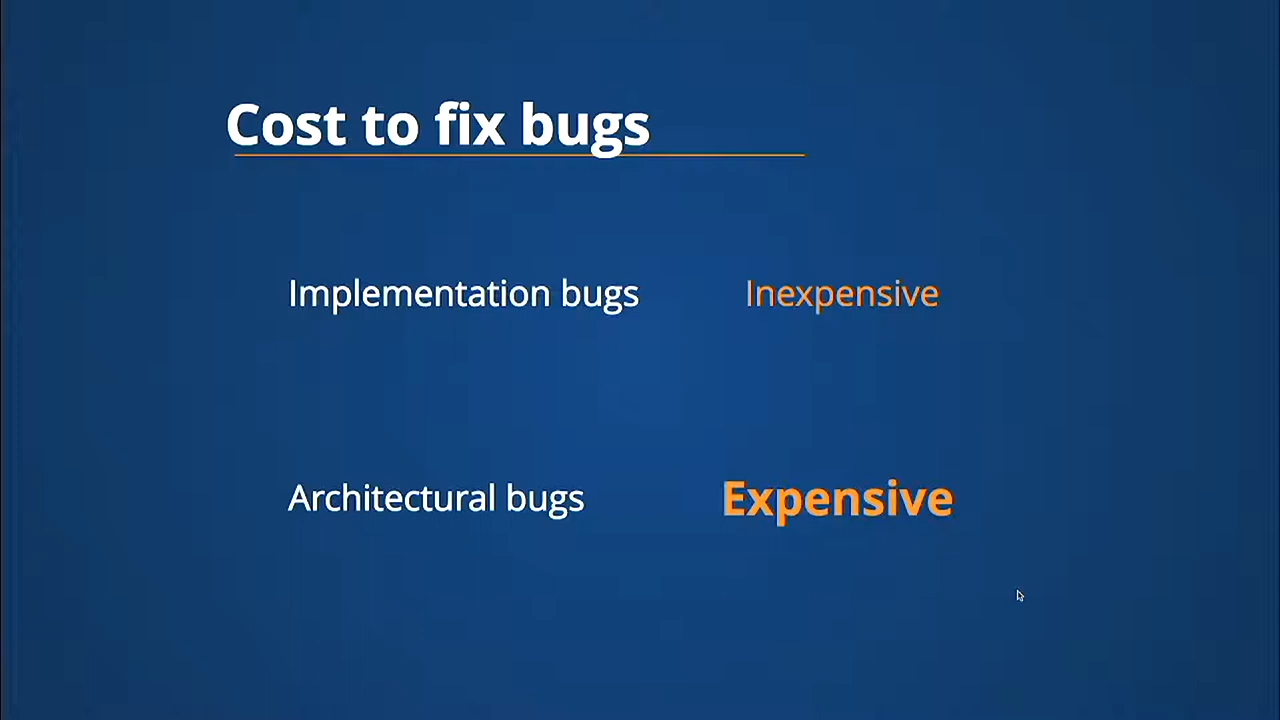 Cost to fix bugs
Implementation bugs Inexpensive
Architectural bugs Expensive